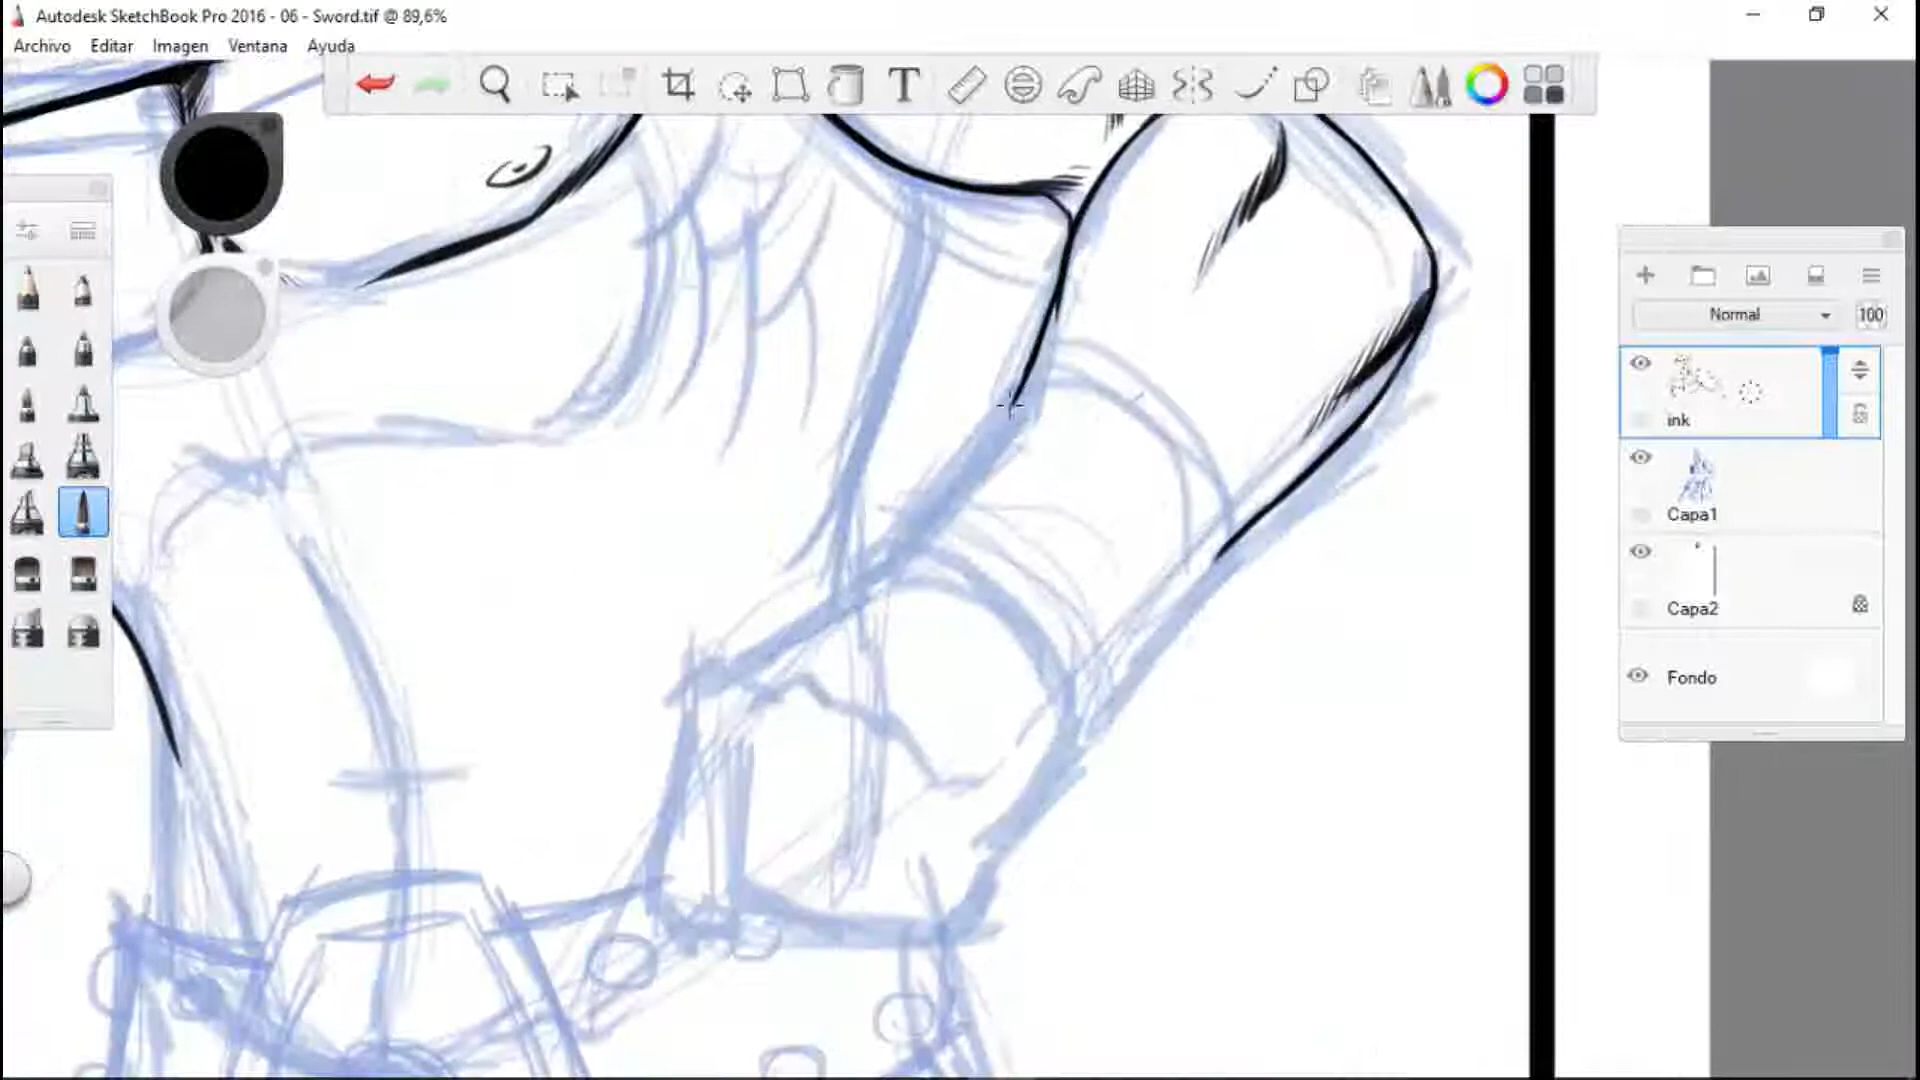 Autodesk SketchBook Pro 2016 - 06 - Sword.tif @ 89,6%
Archivo Editar Imagen Ventana Ayuda
T
Normal 100
ink
Capa1
Capa2
Fondo